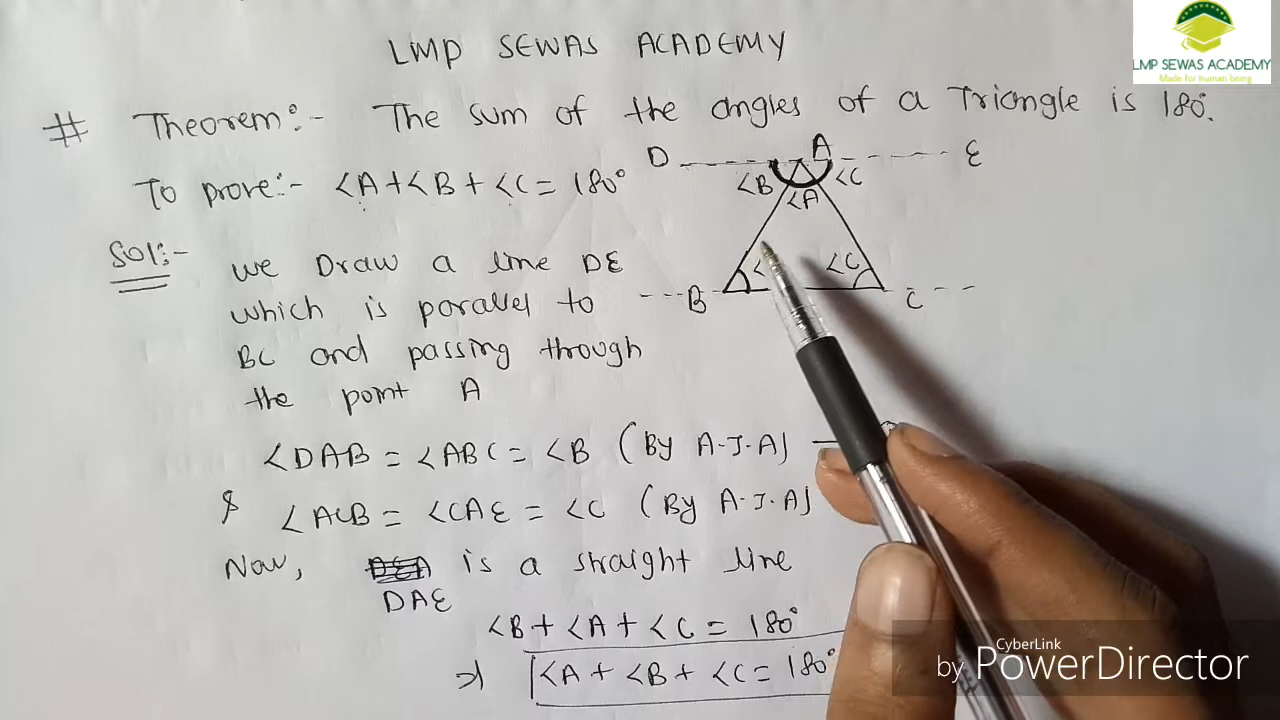 LMP SEWAS ACADEMY
LMP SEWAS ACADEMY
Made for human being
# Theorem:- The sum of the angles of a Triangle is 180°.
To prove:- ∠A+∠B+∠C=180°
D A E
∠B ∠A ∠C
∠ ∠C
B C
Sol:- We Draw a line DE
which is parallel to
BC and passing through
the point A
∠DAB = ∠ABC = ∠B (By A.I.A)
& ∠ACB = ∠CAE = ∠C (By A.I.A)
Now, is a straight line
DAE
∠B + ∠A + ∠C = 180°
⇒ ∠A + ∠B + ∠C = 180°
CyberLink
by PowerDirector